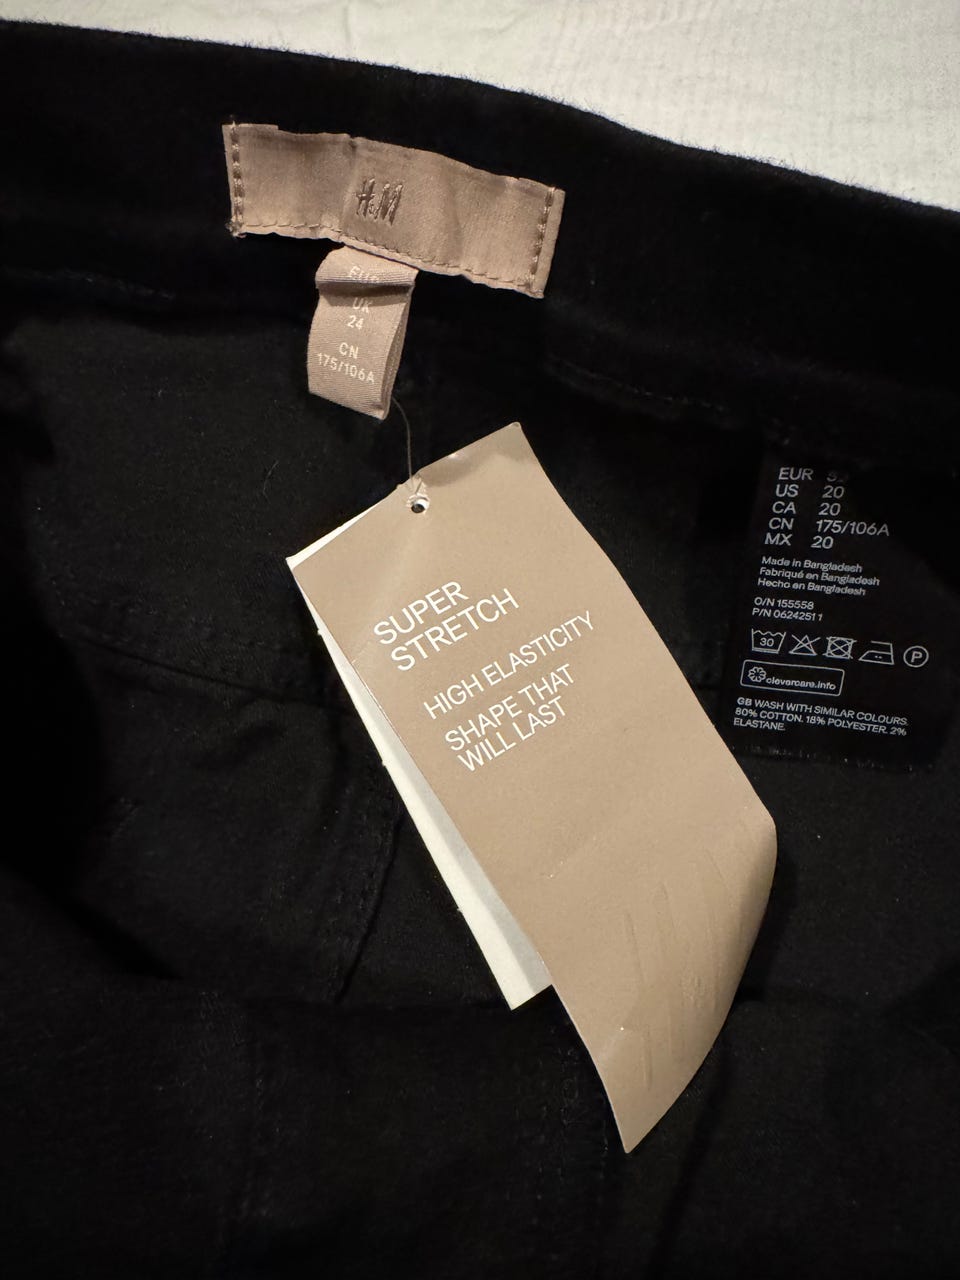 H&M
UK
24
CN
175/106A
SUPER
STRETCH
HIGH ELASTICITY
SHAPE THAT
WILL LAST
EUR
US 20
CA 20
CN 175/106A
MX 20
Made in Bangladesh
Fabriqué en Bangladesh
Hecho en Bangladesh
O/N 155558
P/N 06242511
30
P
clevercare.info
GB WASH WITH SIMILAR COLOURS.
80% COTTON. 18% POLYESTER. 2%
ELASTANE.